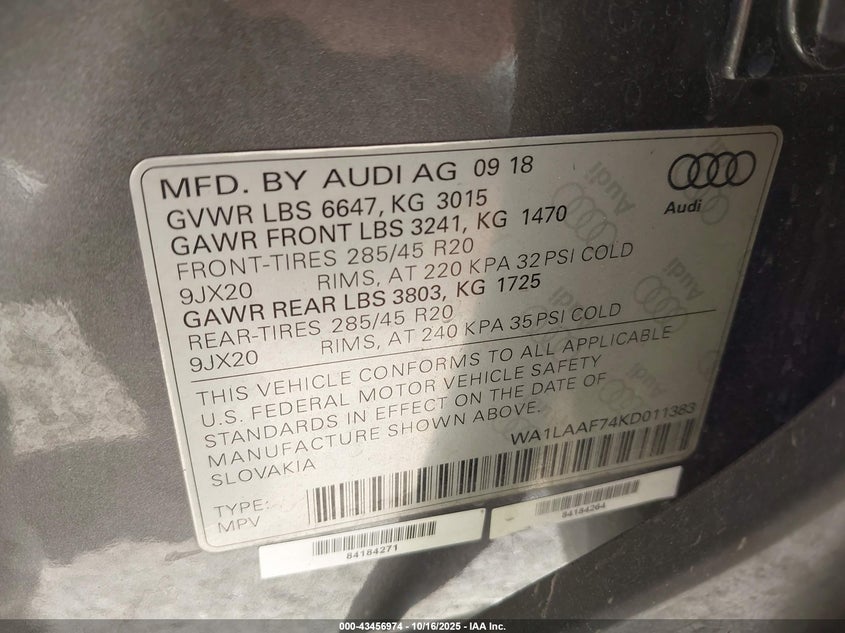 MFD. BY AUDI AG 09 18
GVWR LBS 6647, KG 3015
GAWR FRONT LBS 3241, KG 1470
FRONT-TIRES 285/45 R20
9JX20 RIMS, AT 220 KPA 32 PSI COLD
GAWR REAR LBS 3803, KG 1725
REAR-TIRES 285/45 R20
9JX20 RIMS, AT 240 KPA 35 PSI COLD
Audi
THIS VEHICLE CONFORMS TO ALL APPLICABLE
U.S. FEDERAL MOTOR VEHICLE SAFETY
STANDARDS IN EFFECT ON THE DATE OF
MANUFACTURE SHOWN ABOVE.
SLOVAKIA
WA1LAAF74KD011383
TYPE:
MPV
84184271
84184264
Audi
Audi
Audi
000-43456974 | 10/16/2025 | IAA Inc.